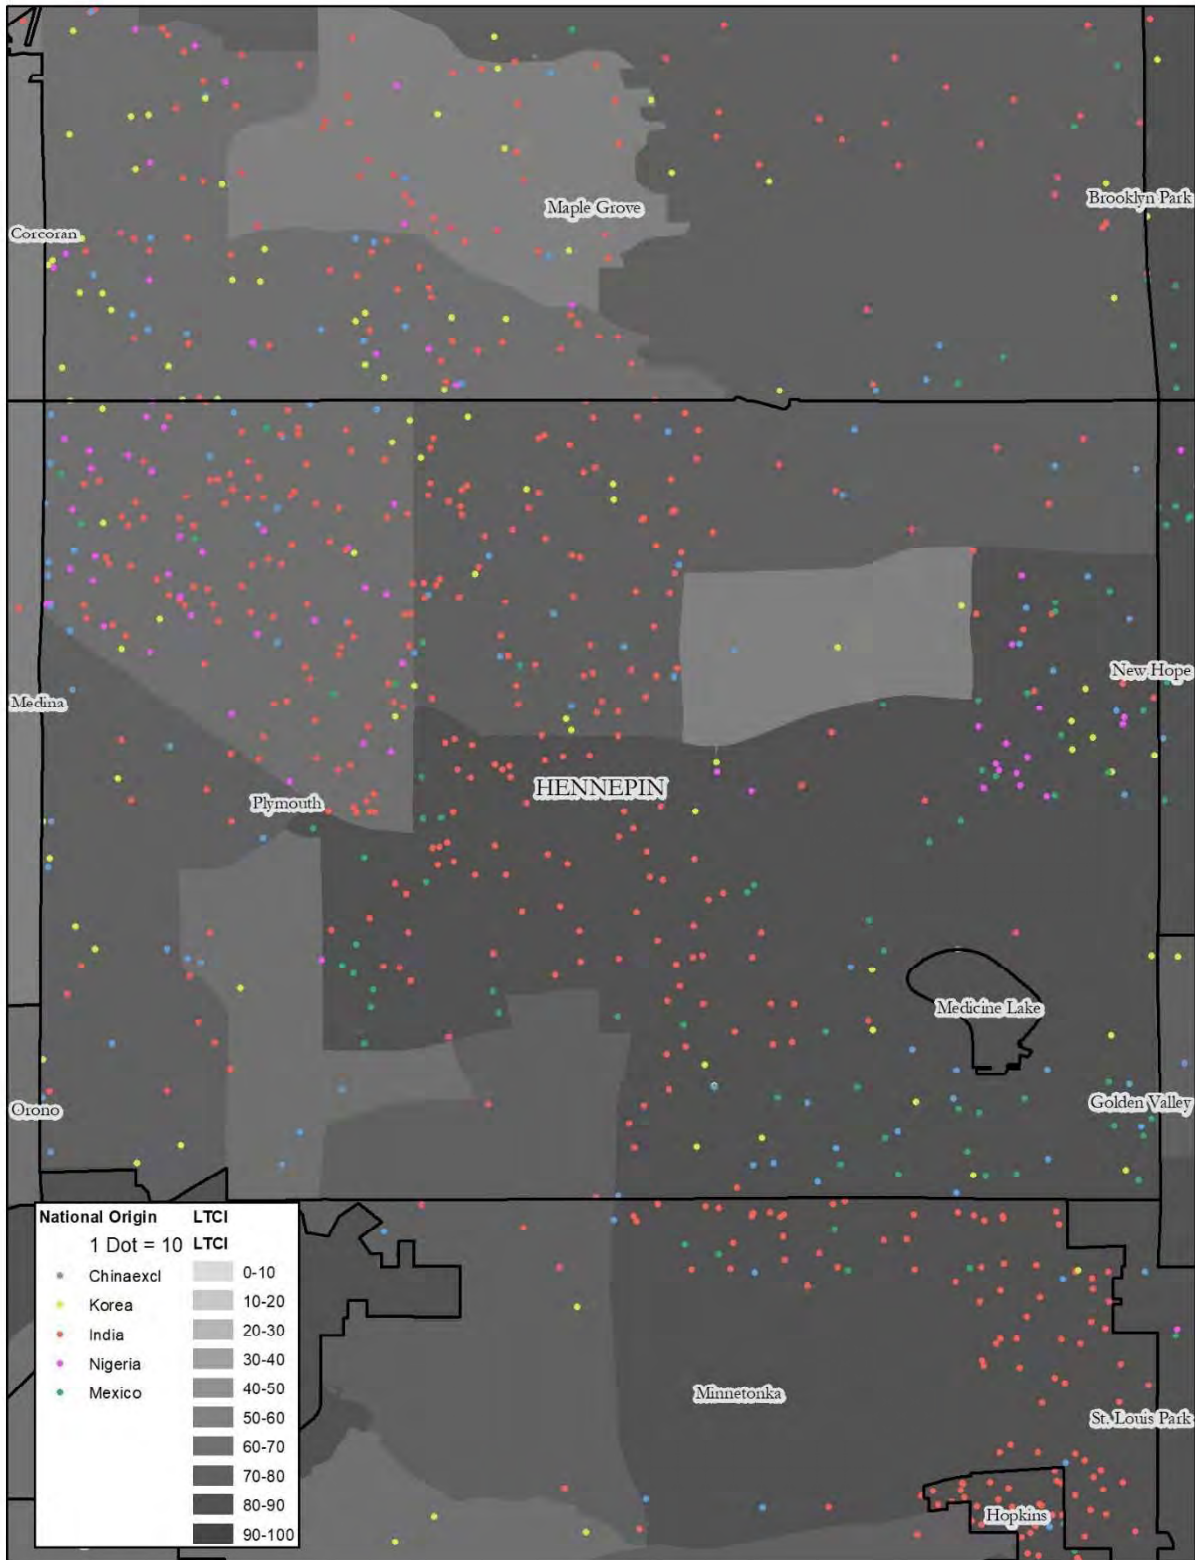 Maple Grove
Brooklyn Park
Corcoran
New Hope
Medina
HENNEPIN
Plymouth
Medicine Lake
Orono
Golden Valley
National Origin LTCI
1 Dot = 10 LTCI
Chinaexcl 0-10
Korea 10-20
India 20-30
Nigeria 30-40
Mexico 40-50
50-60
60-70
70-80
80-90
90-100
Minnetonka
St. Louis Park
Hopkins